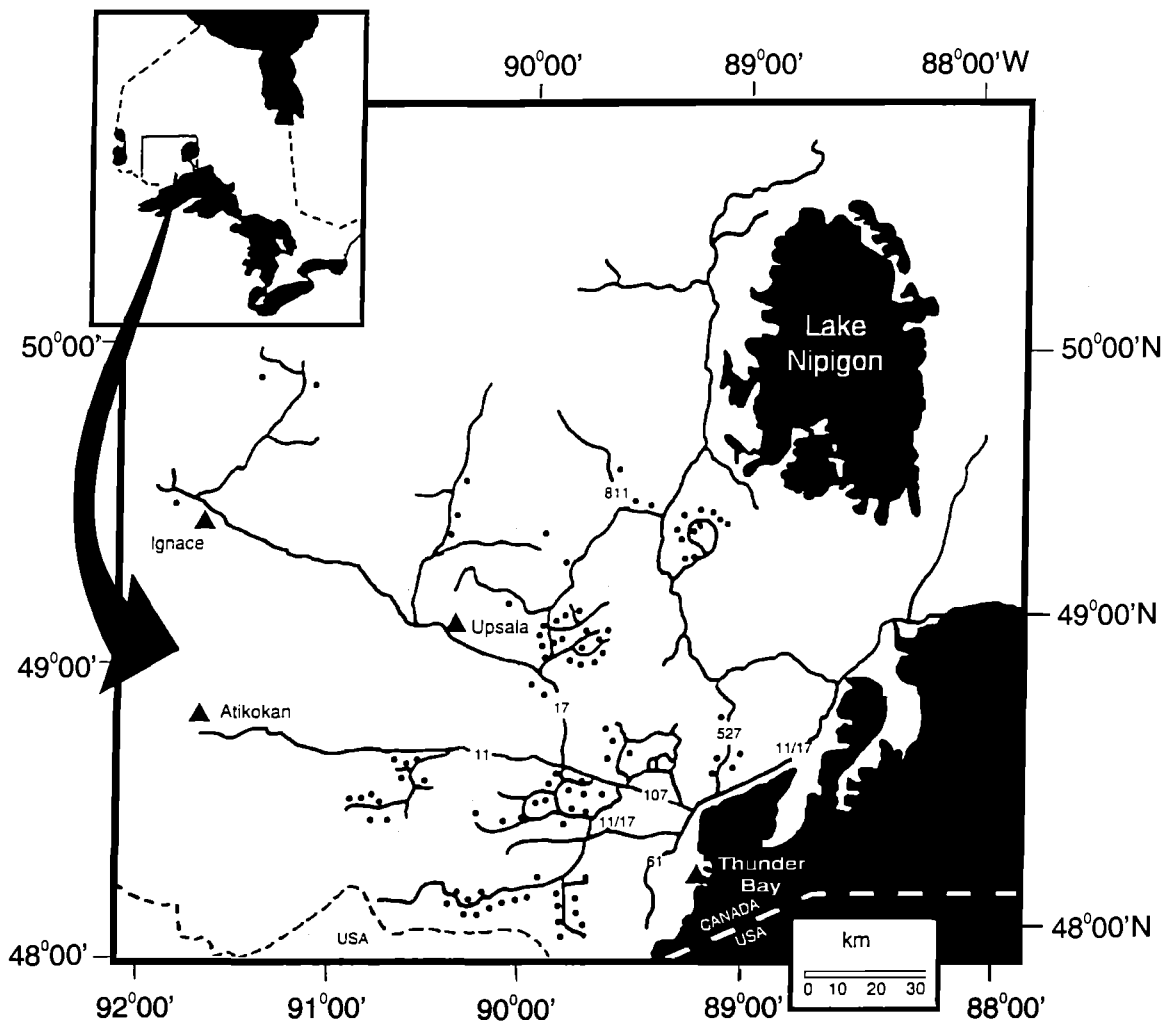 90°00'
89°00'
88°00'W
50°00'
Lake
Nipigon
50°00'N
811
Ignace
Upsala
49°00'N
49°00'
Atikokan
17
527
11
11/17
107
11/17
61
Thunder
Bay
CANADA
USA
USA
48°00'
48°00'N
km
0 10 20 30
92°00'
91°00'
90°00'
89°00'
88°00'